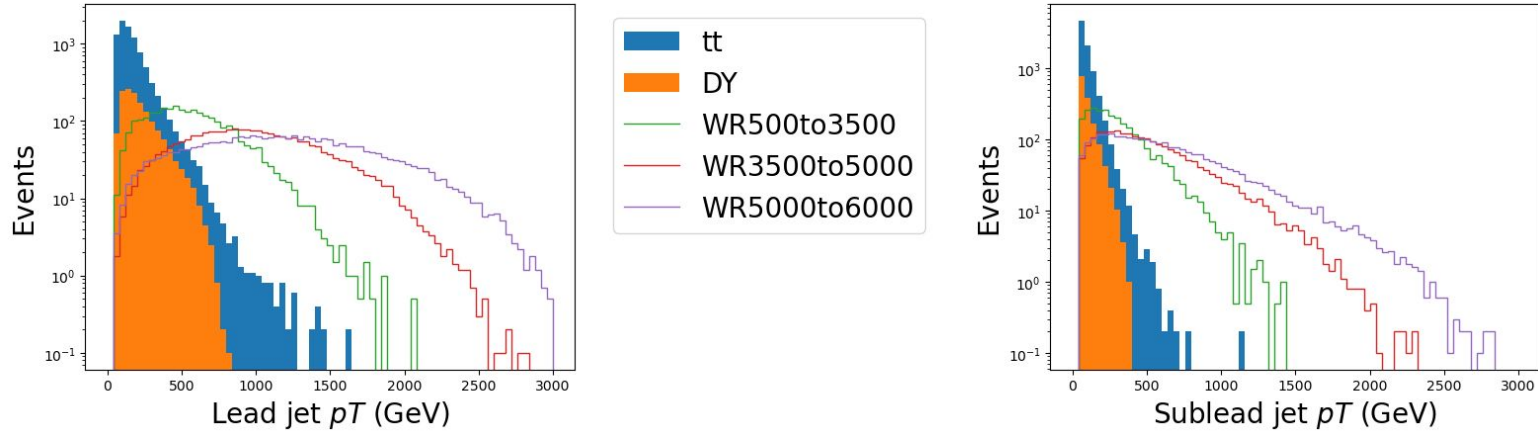 Events
10³
10²
10¹
10⁰
10⁻¹
0 500 1000 1500 2000 2500 3000
Lead jet pT (GeV)
tt
DY
WR500to3500
WR3500to5000
WR5000to6000
Events
10³
10²
10¹
10⁰
10⁻¹
0 500 1000 1500 2000 2500 3000
Sublead jet pT (GeV)